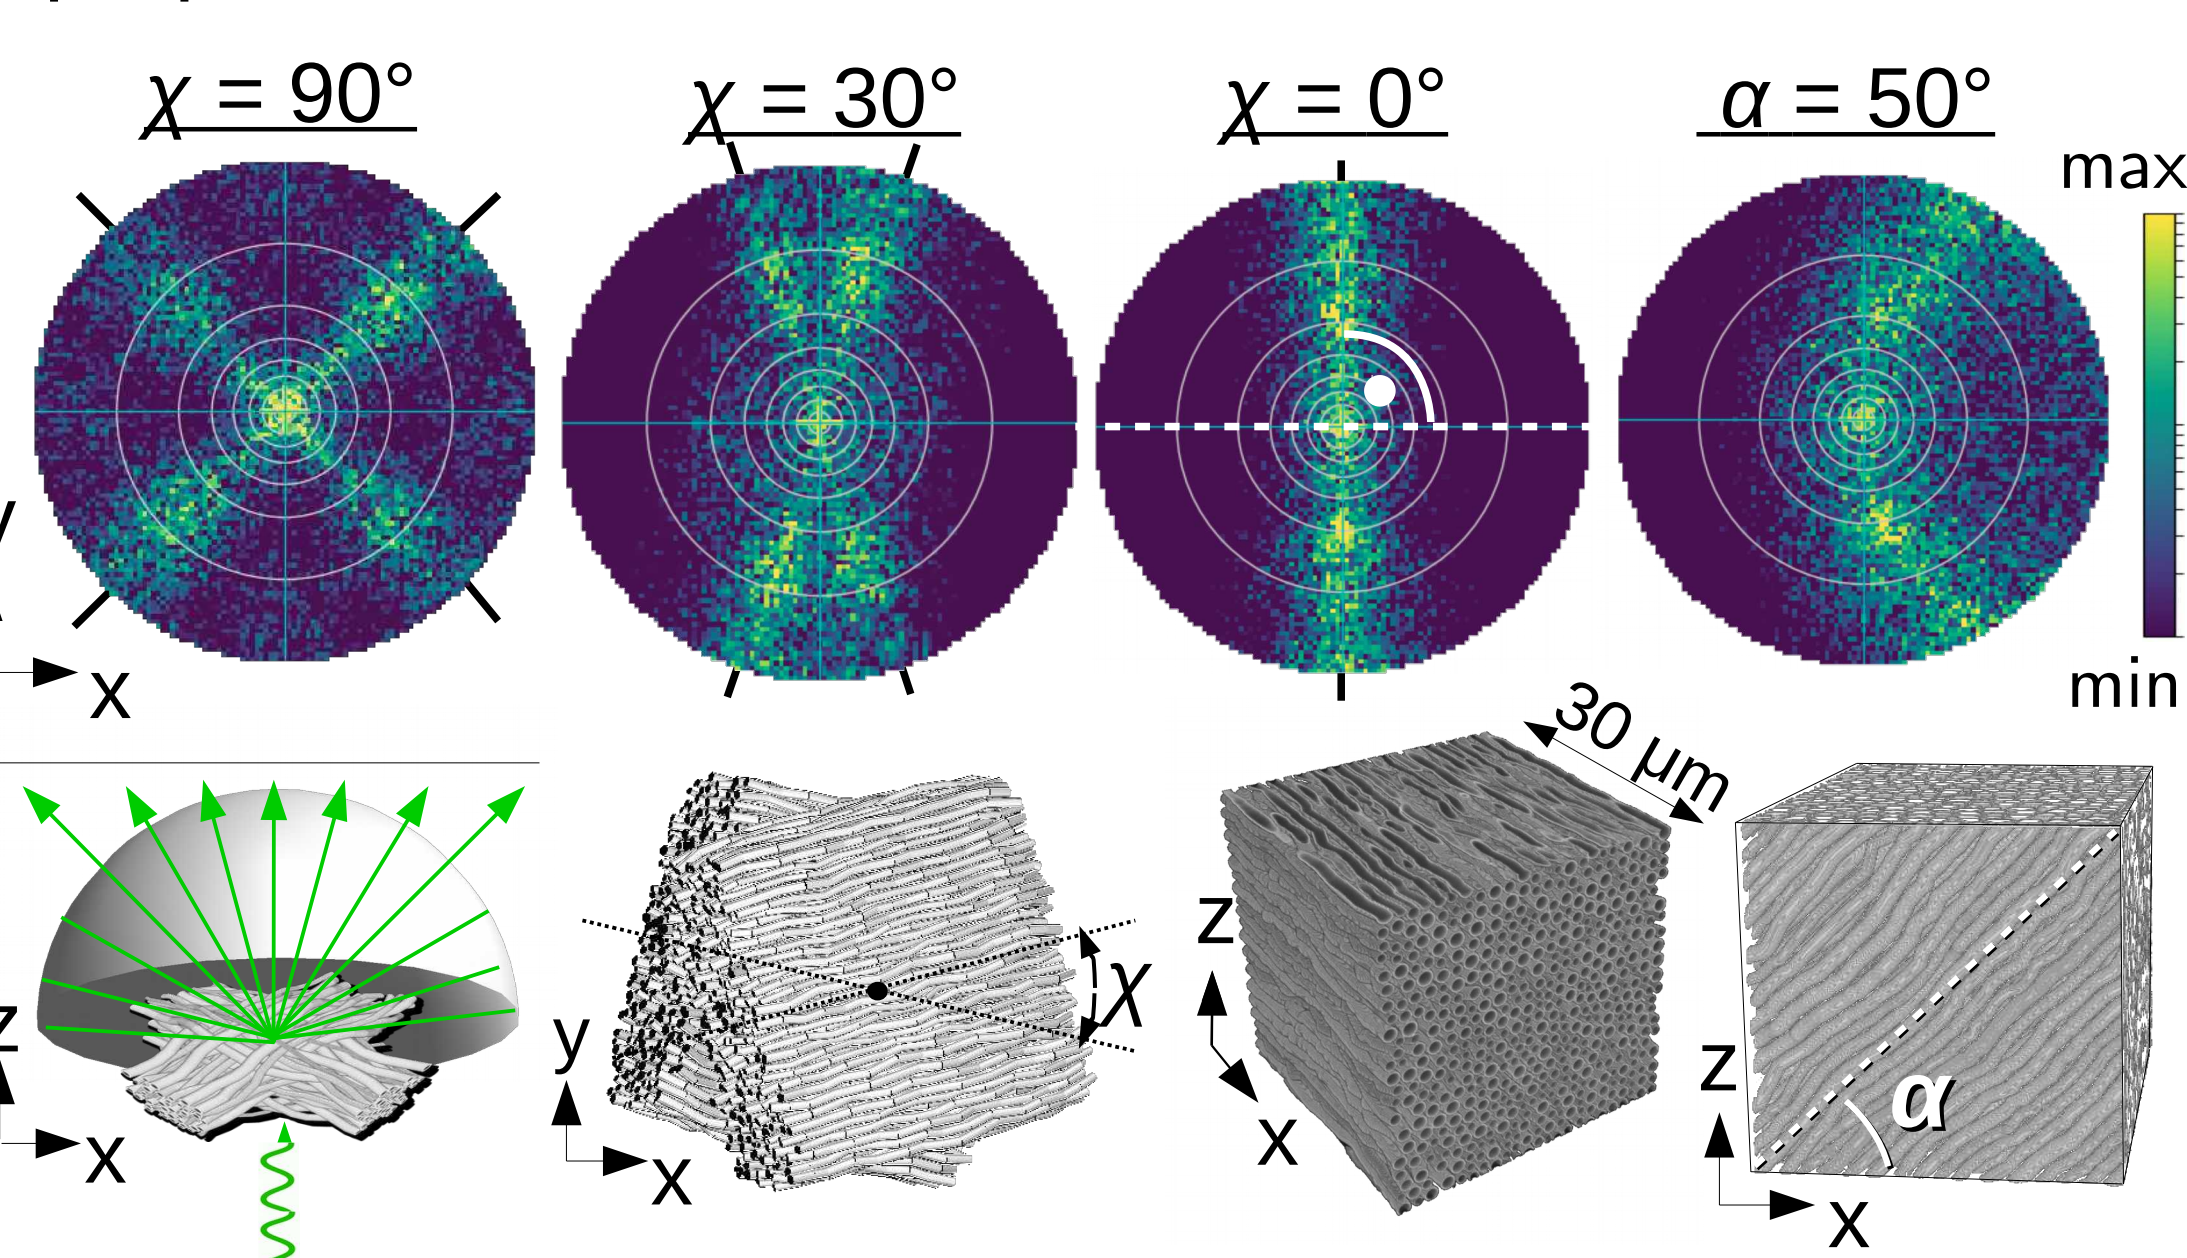 χ = 90°
χ = 30°
χ = 0°
α = 50°
max
min
y
x
30 µm
z
x
y
x
χ
z
x
z
x
α